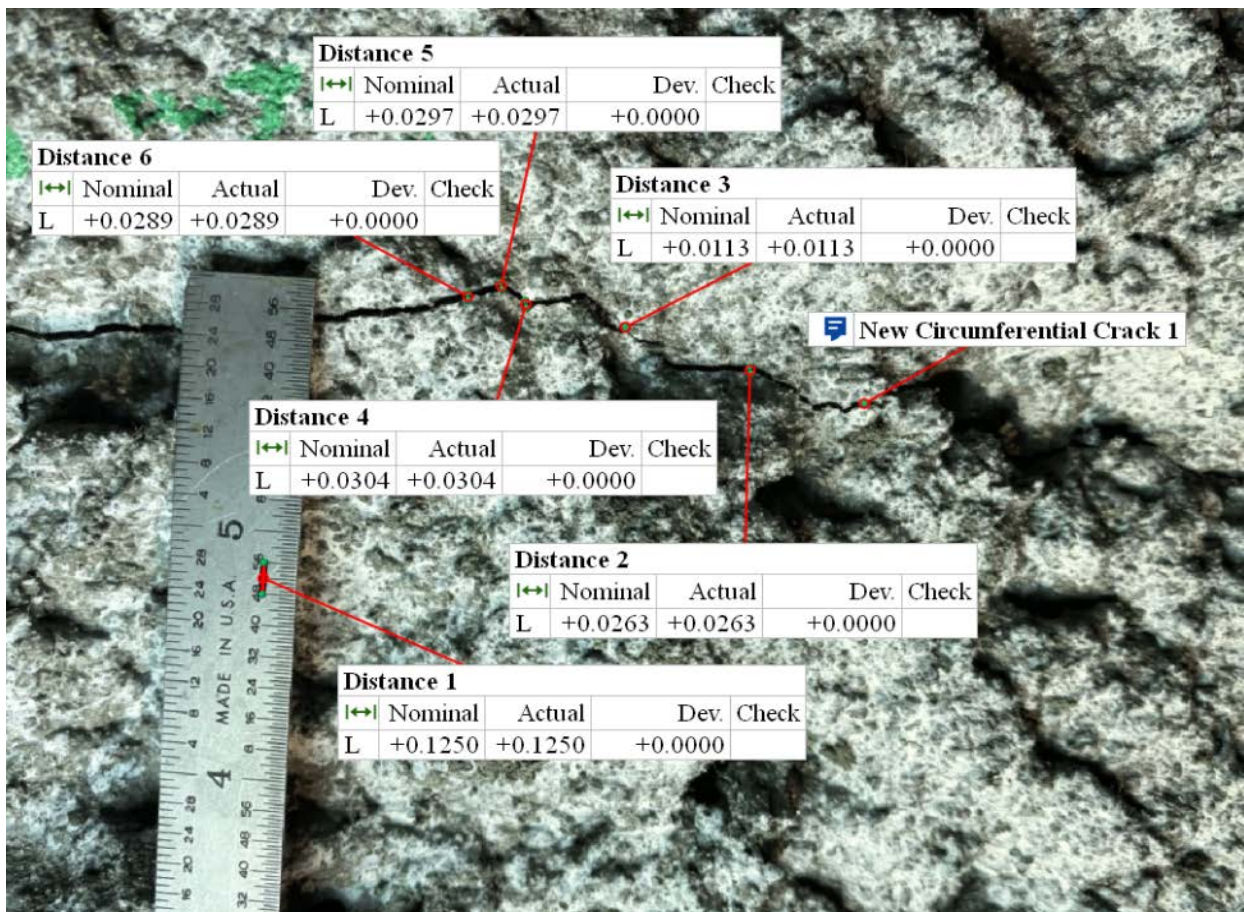 Distance 5
Nominal Actual Dev. Check
L +0.0297 +0.0297 +0.0000
Distance 6
Nominal Actual Dev. Check
L +0.0289 +0.0289 +0.0000
Distance 3
Nominal Actual Dev. Check
L +0.0113 +0.0113 +0.0000
New Circumferential Crack 1
Distance 4
Nominal Actual Dev. Check
L +0.0304 +0.0304 +0.0000
Distance 2
Nominal Actual Dev. Check
L +0.0263 +0.0263 +0.0000
Distance 1
Nominal Actual Dev. Check
L +0.1250 +0.1250 +0.0000
5
MADE IN U.S.A.
4